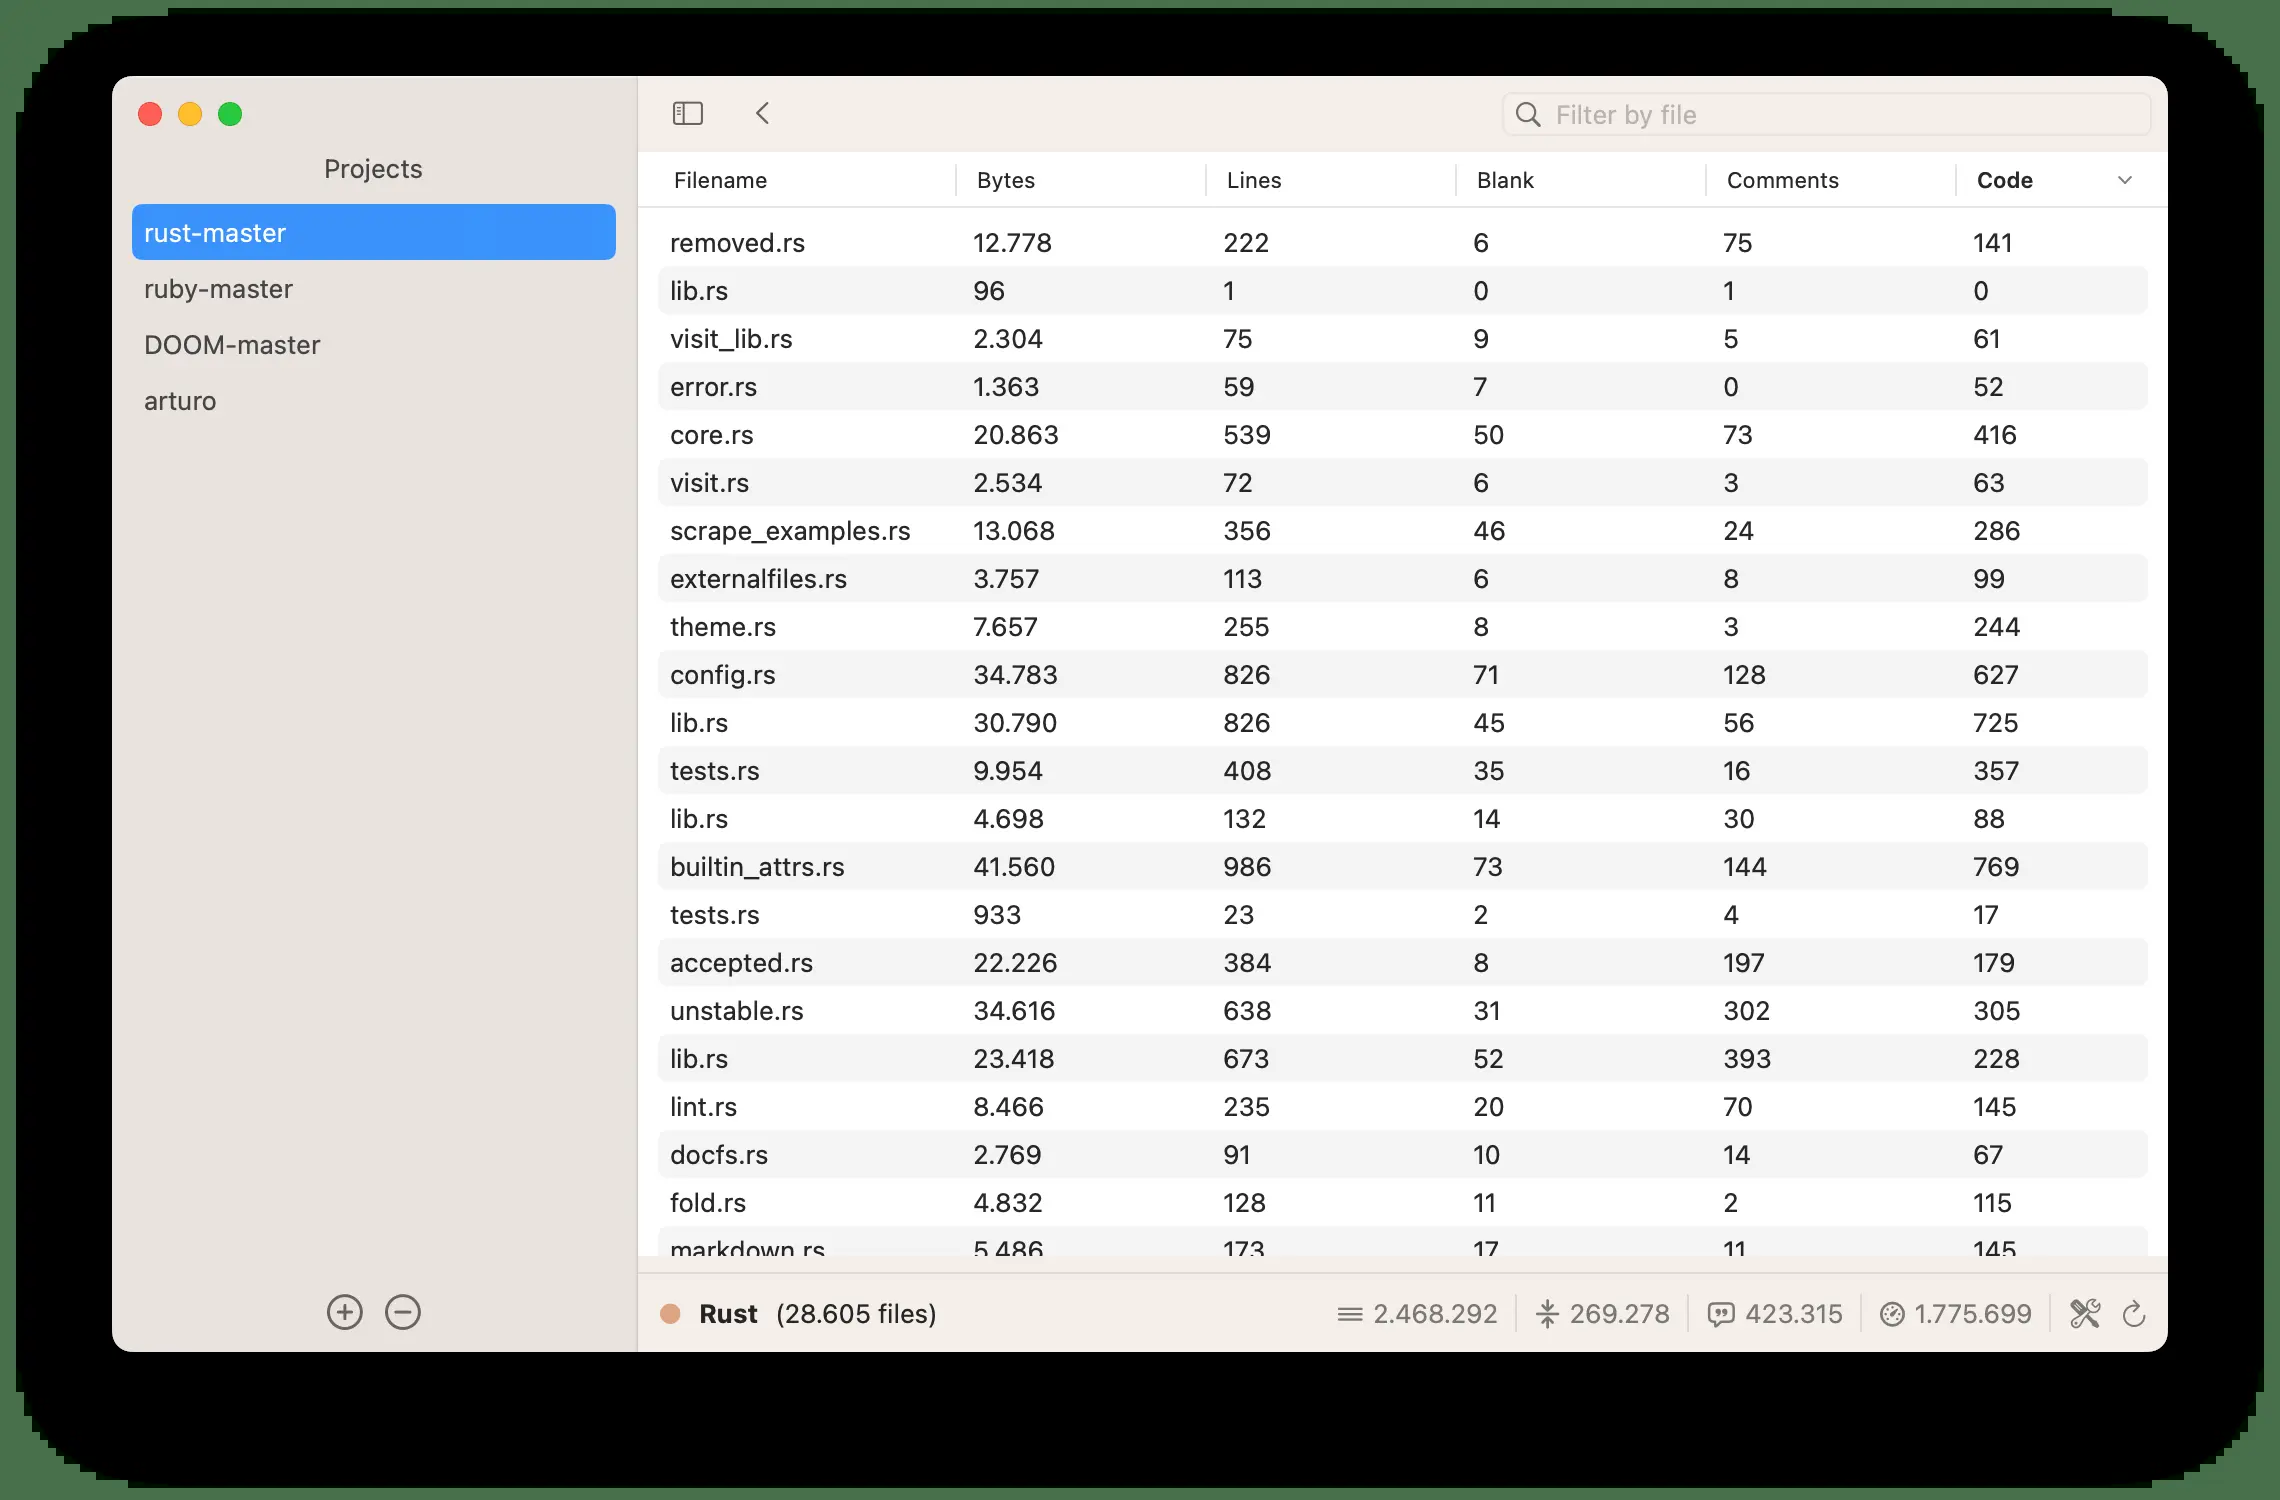 Projects
rust-master
ruby-master
DOOM-master
arturo
Filter by file
Filename Bytes Lines Blank Comments Code
removed.rs 12.778 222 6 75 141
lib.rs 96 1 0 1 0
visit_lib.rs 2.304 75 9 5 61
error.rs 1.363 59 7 0 52
core.rs 20.863 539 50 73 416
visit.rs 2.534 72 6 3 63
scrape_examples.rs 13.068 356 46 24 286
externalfiles.rs 3.757 113 6 8 99
theme.rs 7.657 255 8 3 244
config.rs 34.783 826 71 128 627
lib.rs 30.790 826 45 56 725
tests.rs 9.954 408 35 16 357
lib.rs 4.698 132 14 30 88
builtin_attrs.rs 41.560 986 73 144 769
tests.rs 933 23 2 4 17
accepted.rs 22.226 384 8 197 179
unstable.rs 34.616 638 31 302 305
lib.rs 23.418 673 52 393 228
lint.rs 8.466 235 20 70 145
docfs.rs 2.769 91 10 14 67
fold.rs 4.832 128 11 2 115
markdown.rs 5.486 173 17 11 145
Rust (28.605 files) 2.468.292 269.278 423.315 1.775.699